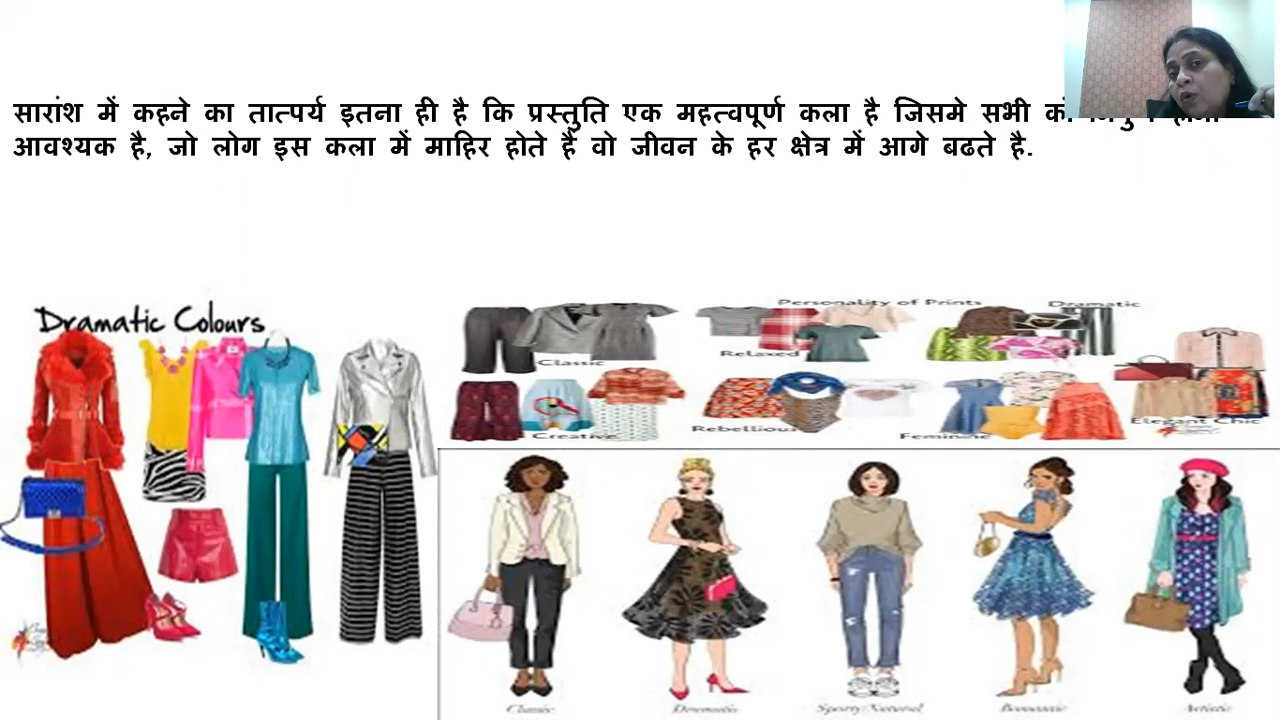 सारांश में कहने का तात्पर्य इतना ही है कि प्रस्तुति एक महत्वपूर्ण कला है जिसमे सभी को
आवश्यक है, जो लोग इस कला में माहिर होते हैं वो जीवन के हर क्षेत्र में आगे बढते है.
Dramatic Colours
Personality of Prints
Dramatic
Classic
Relaxed
Creative
Rebellious
Feminine
Elegant Chic
Classic
Dramatic
Sporty/Natural
Romantic
Artistic